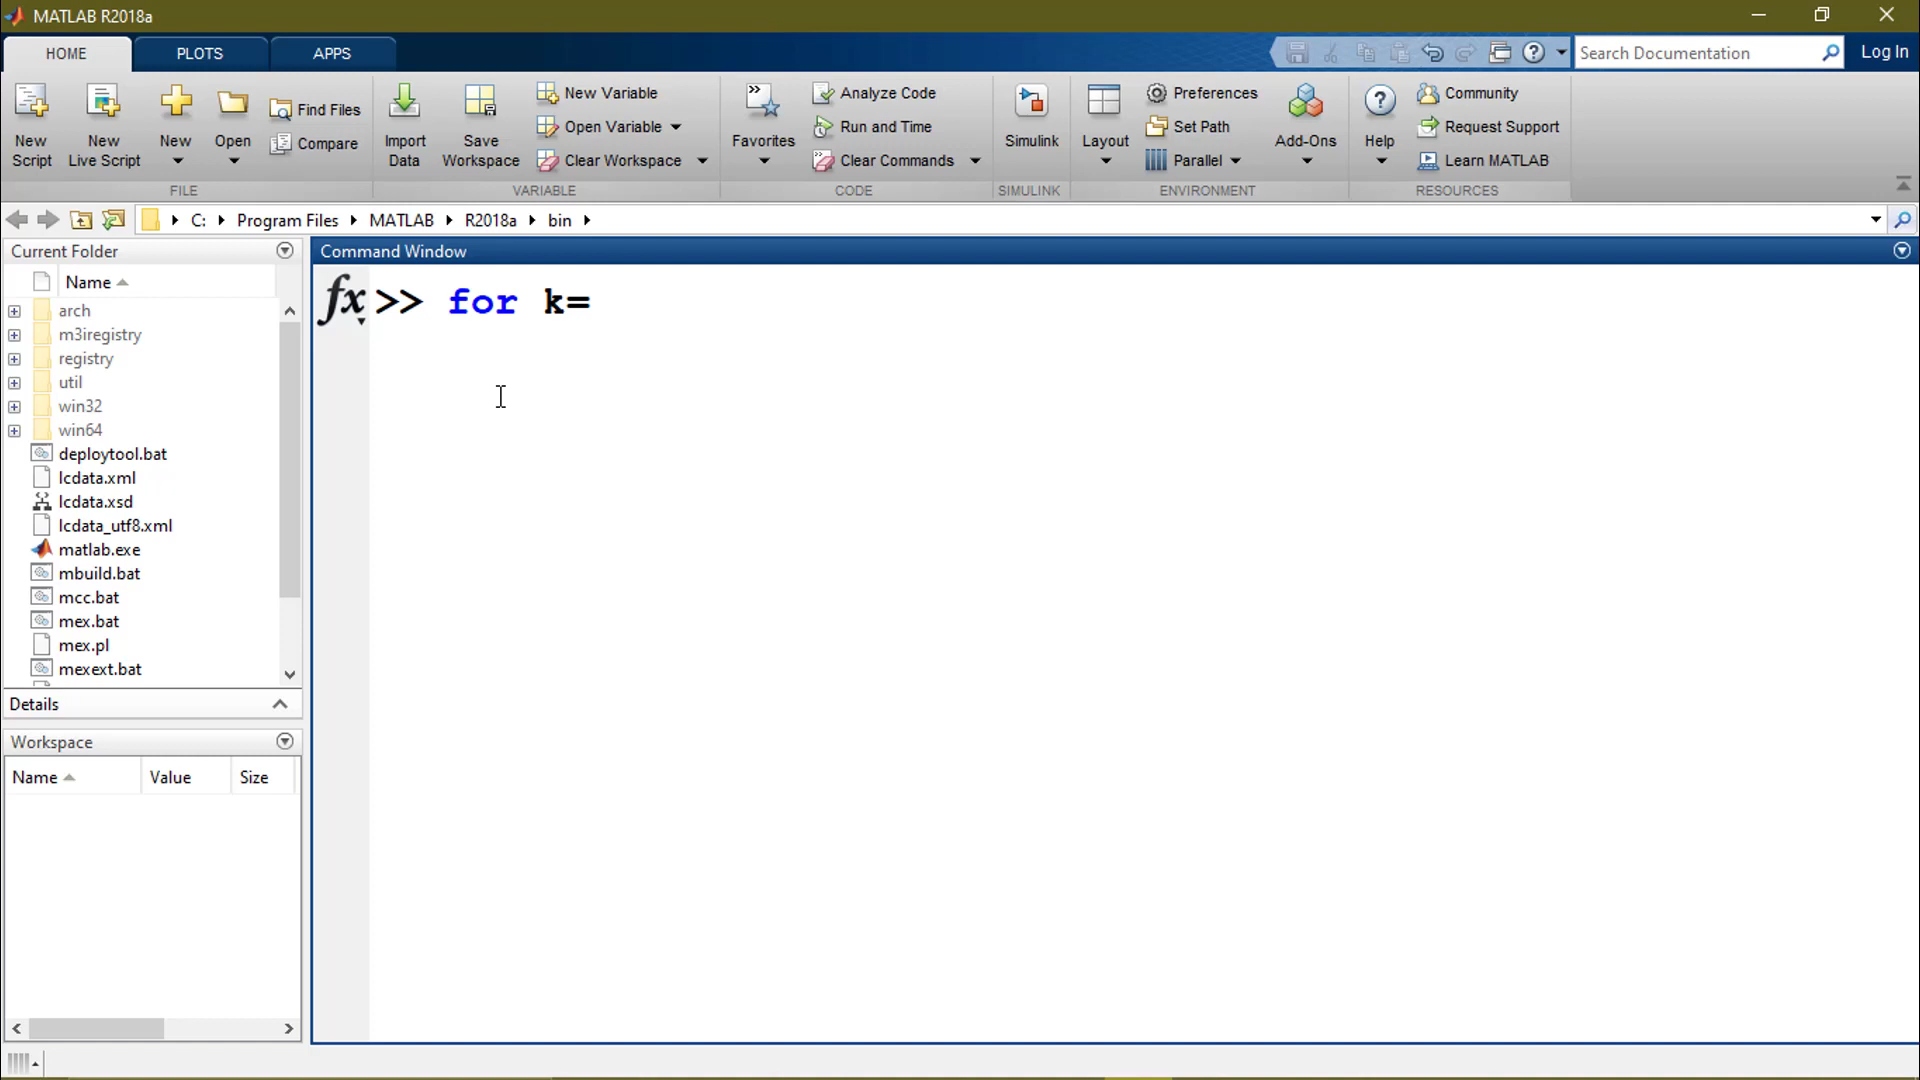 MATLAB R2018a
HOME
PLOTS
APPS
Search Documentation
Log In
New Script
New Live Script
New
Open
Find Files
Compare
Import Data
Save Workspace
New Variable
Open Variable
Clear Workspace
Favorites
Analyze Code
Run and Time
Clear Commands
Simulink
Layout
Preferences
Set Path
Parallel
Add-Ons
Help
Community
Request Support
Learn MATLAB
FILE
VARIABLE
CODE
SIMULINK
ENVIRONMENT
RESOURCES
C:
Program Files
MATLAB
R2018a
bin
Current Folder
Name
arch
m3iregistry
registry
util
win32
win64
deploytool.bat
lcdata.xml
lcdata.xsd
lcdata_utf8.xml
matlab.exe
mbuild.bat
mcc.bat
mex.bat
mex.pl
mexext.bat
Details
Workspace
Name
Value
Size
Command Window
fx >> for k=